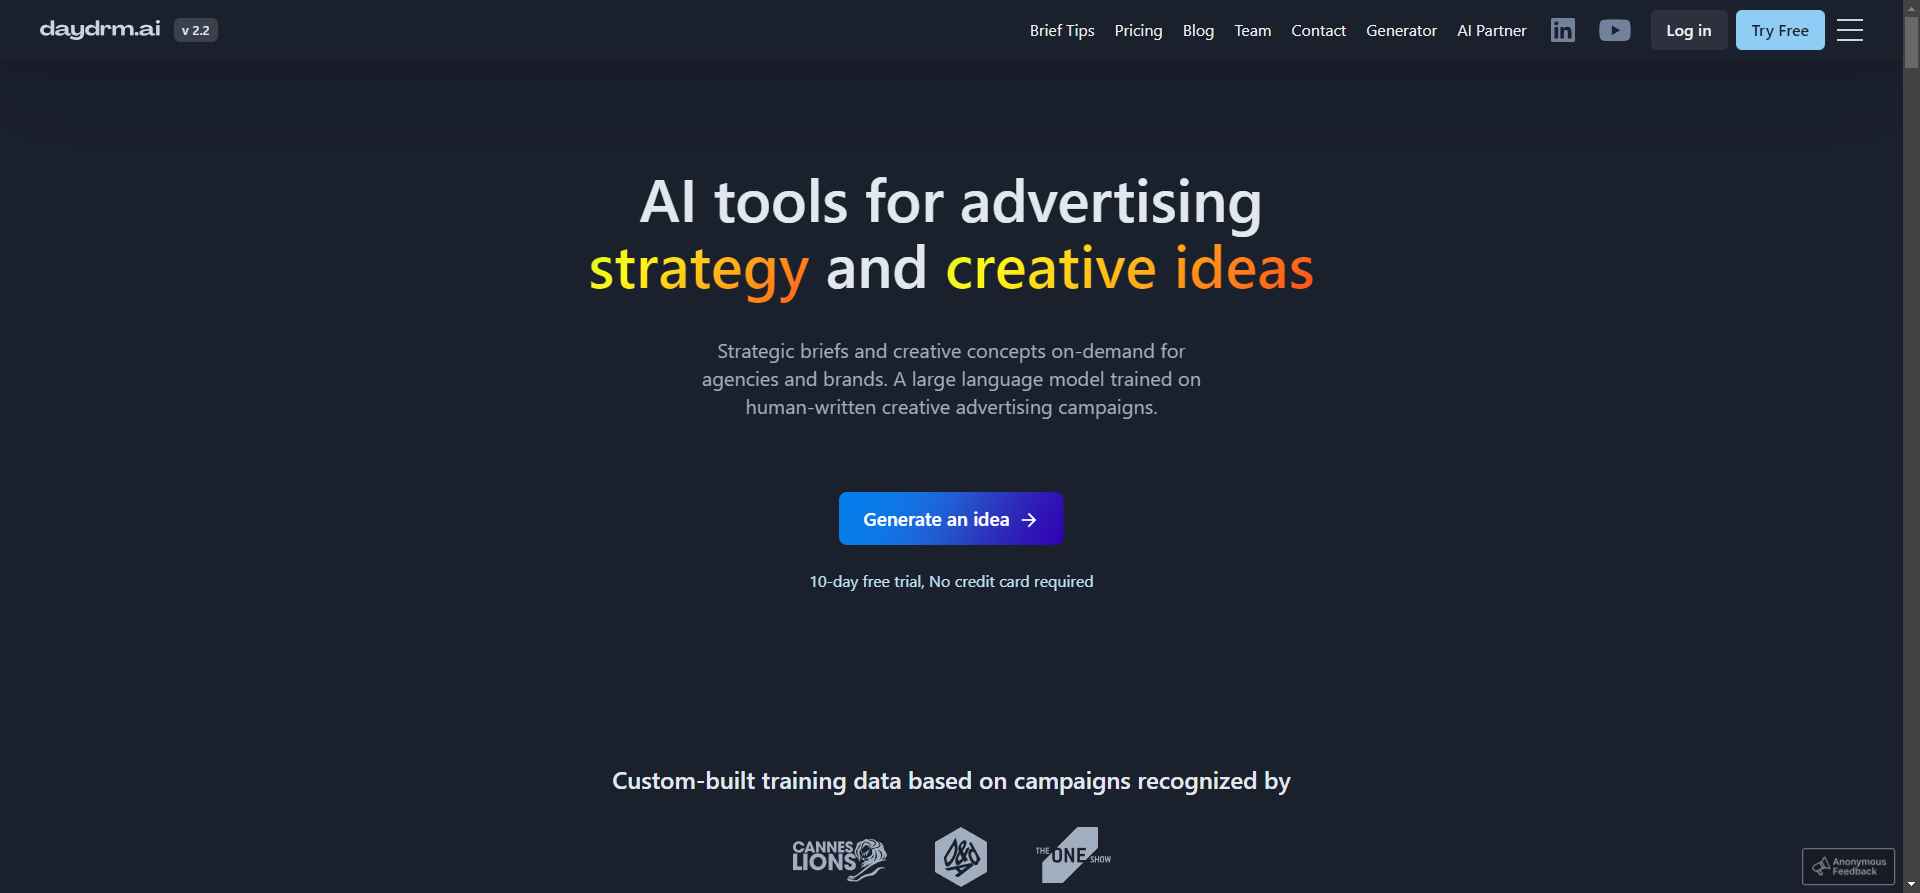 daydrm.ai v 2.2
Brief Tips Pricing Blog Team Contact Generator AI Partner in Log in Try Free
AI tools for advertising
strategy and creative ideas
Strategic briefs and creative concepts on-demand for
agencies and brands. A large language model trained on
human-written creative advertising campaigns.
Generate an idea →
10-day free trial, No credit card required
Custom-built training data based on campaigns recognized by
CANNES
LIONS
D&AD
THE ONE SHOW
Anonymous
Feedback